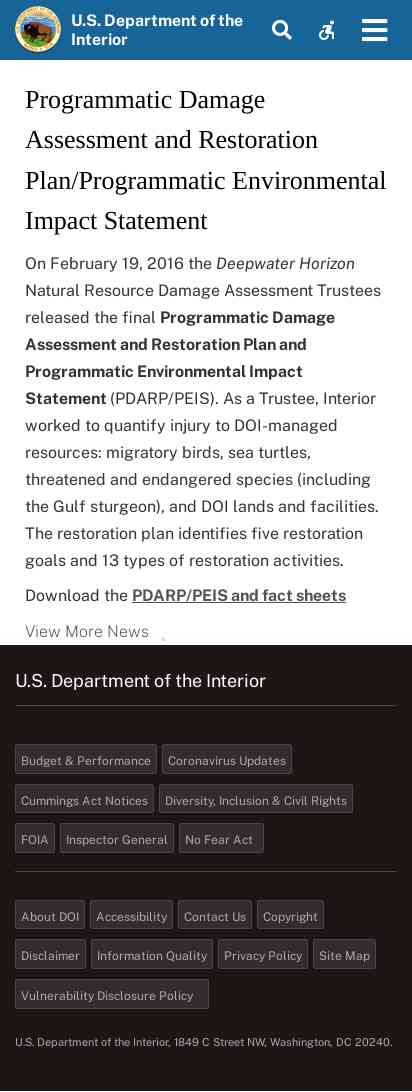 U.S. Department of the
Interior
Programmatic Damage
Assessment and Restoration
Plan/Programmatic Environmental
Impact Statement
On February 19, 2016 the Deepwater Horizon
Natural Resource Damage Assessment Trustees
released the final Programmatic Damage
Assessment and Restoration Plan and
Programmatic Environmental Impact
Statement (PDARP/PEIS). As a Trustee, Interior
worked to quantify injury to DOI-managed
resources: migratory birds, sea turtles,
threatened and endangered species (including
the Gulf sturgeon), and DOI lands and facilities.
The restoration plan identifies five restoration
goals and 13 types of restoration activities.
Download the PDARP/PEIS and fact sheets
View More News
U.S. Department of the Interior
Budget & Performance Coronavirus Updates
Cummings Act Notices Diversity, Inclusion & Civil Rights
FOIA Inspector General No Fear Act
About DOI Accessibility Contact Us Copyright
Disclaimer Information Quality Privacy Policy Site Map
Vulnerability Disclosure Policy
U.S. Department of the Interior, 1849 C Street NW, Washington, DC 20240.